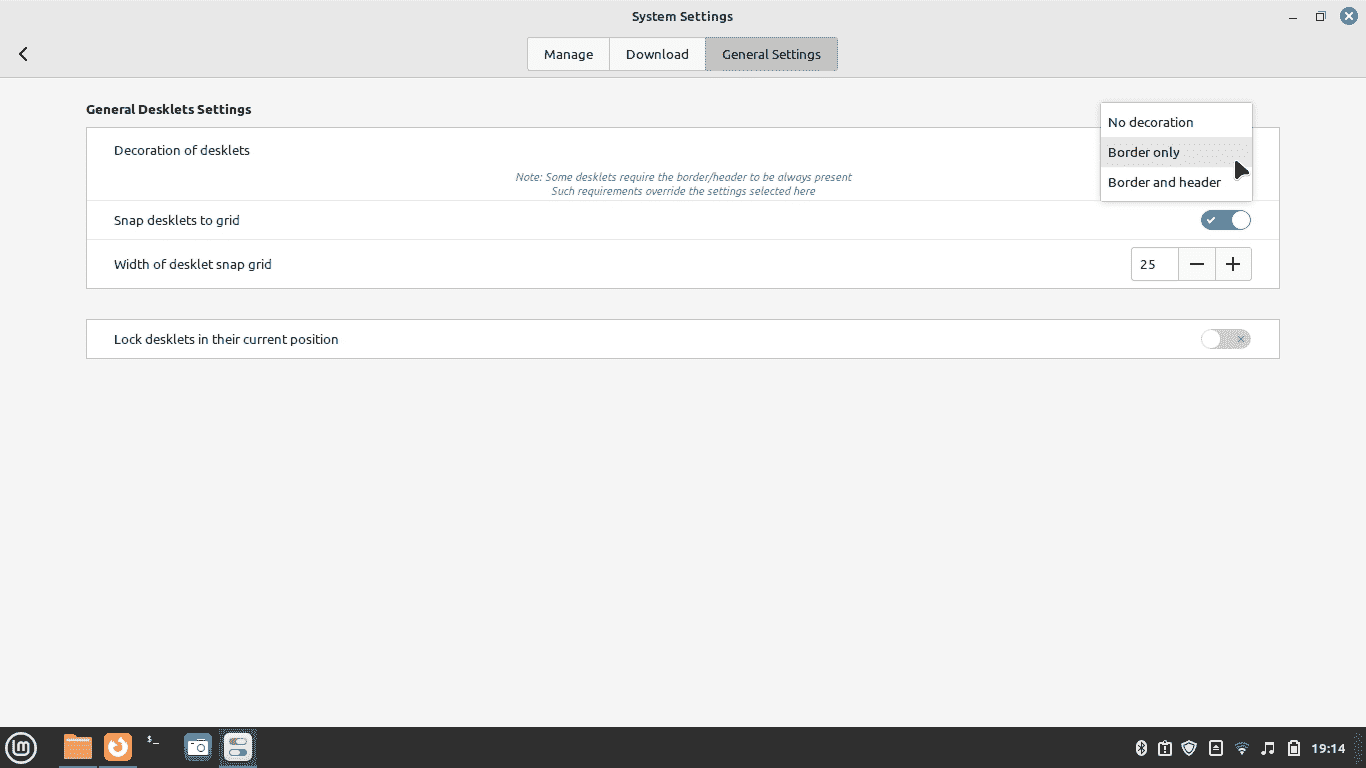 System Settings
Manage
Download
General Settings
General Desklets Settings
Decoration of desklets
No decoration
Border only
Border and header
Note: Some desklets require the border/header to be always present
Such requirements override the settings selected here
Snap desklets to grid
Width of desklet snap grid
25
Lock desklets in their current position
$_
lm
19:14